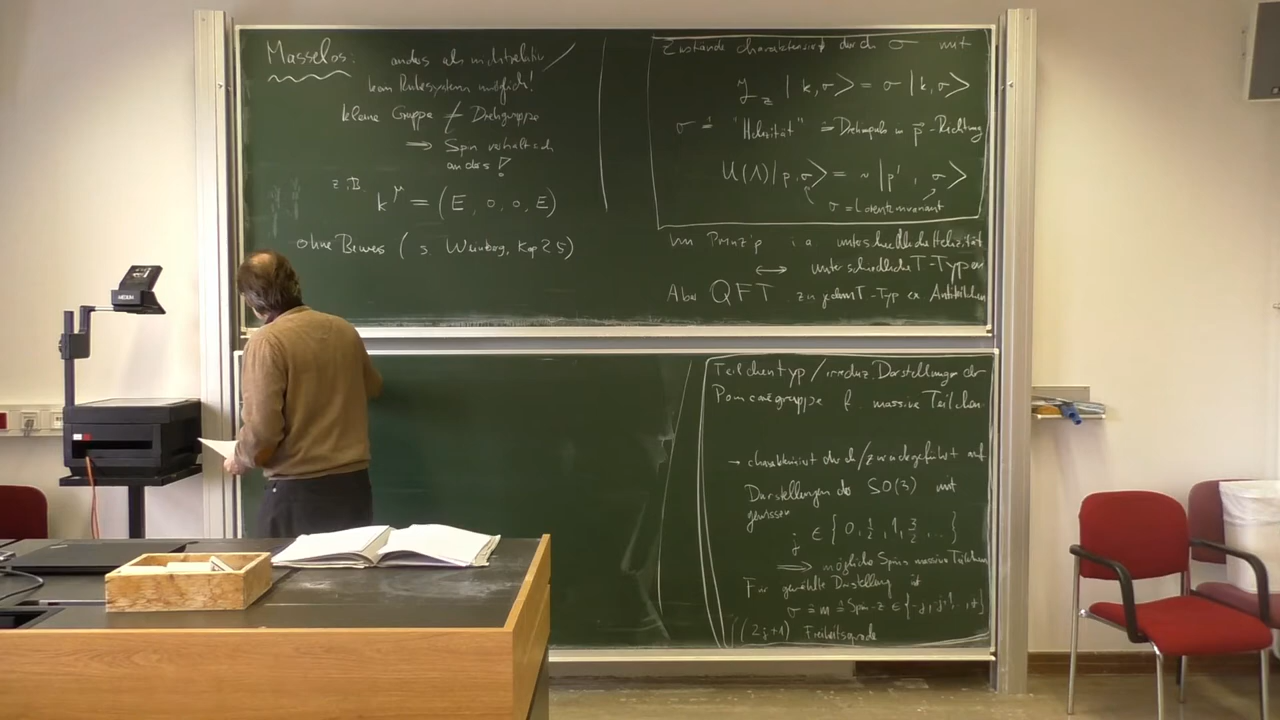 Masselos:
anders als nichtrelativ
kein Ruhesystem möglich!
kleine Gruppe ≠ Drehgruppe
⟹ Spin verhält sich
anders!
z.B. k^μ = (E, 0, 0, E)
ohne Beweis (s. Weinberg, Kap 2.5)
Zustände charakterisiert durch σ mit
J_z |k,σ> = σ |k,σ>
σ = "Helizität" = Drehimpuls in p⃗-Richtung
U(Λ)|p,σ> = ~ |p', σ>
σ = Lorentzinvariant
Im Prinzip i.a. unterschiedliche Helizität
⟷ unterschiedliche T-Typen
Aber QFT zu jedem T-Typ ex Antiteilchen
Teilchentyp/irreduz. Darstellungen der
Poincarégruppe f. massive Teilchen
→ charakterisiert durch/zurückgeführt auf
Darstellungen der SO(3) mit
gewissen
j ∈ {0, 1/2, 1, 3/2, ...}
⟹ mögliche Spins massive Teilchen
Für gewählte Darstellung ist
σ ≙ m ≙ Spin-z ∈ {-j, -j+1, ..., +j}
(2j+1) Freiheitsgrade